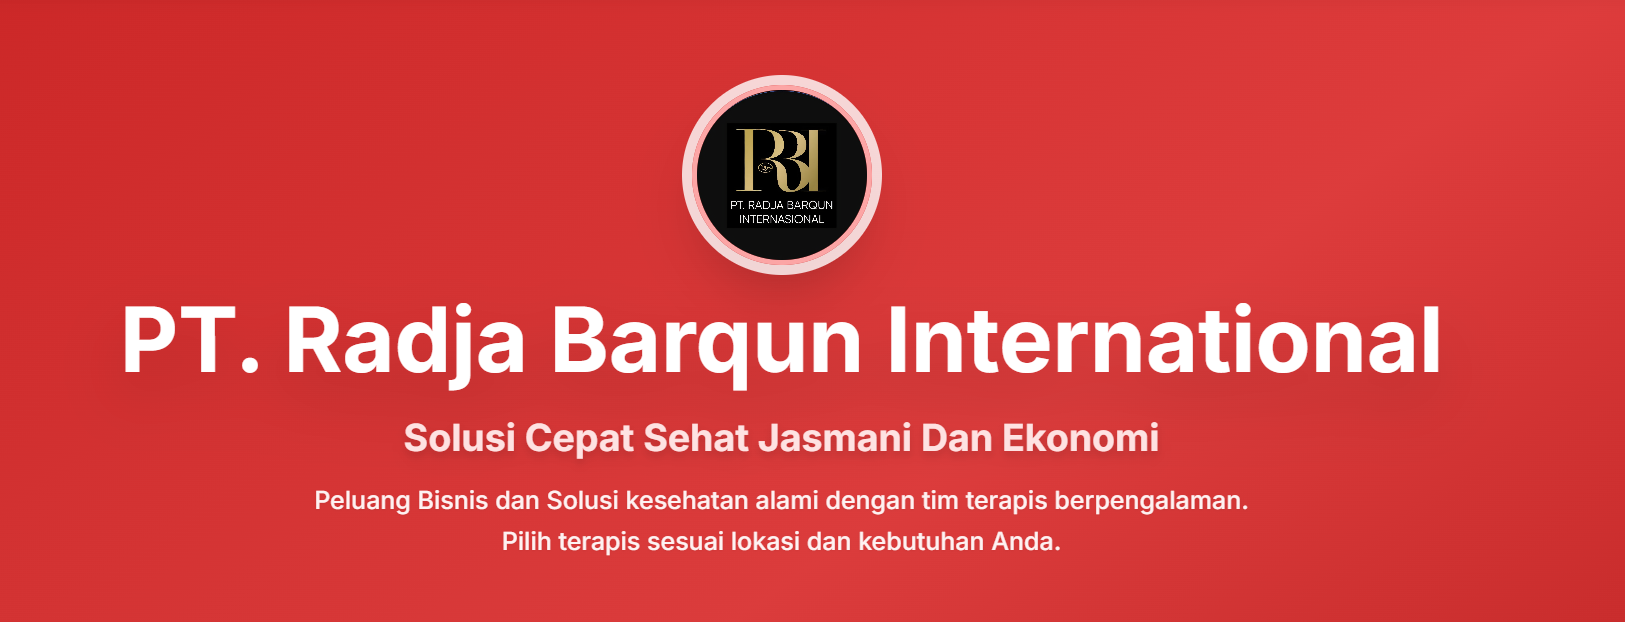 RBI
PT. RADJA BARQUN
INTERNASIONAL
PT. Radja Barqun International
Solusi Cepat Sehat Jasmani Dan Ekonomi
Peluang Bisnis dan Solusi kesehatan alami dengan tim terapis berpengalaman.
Pilih terapis sesuai lokasi dan kebutuhan Anda.